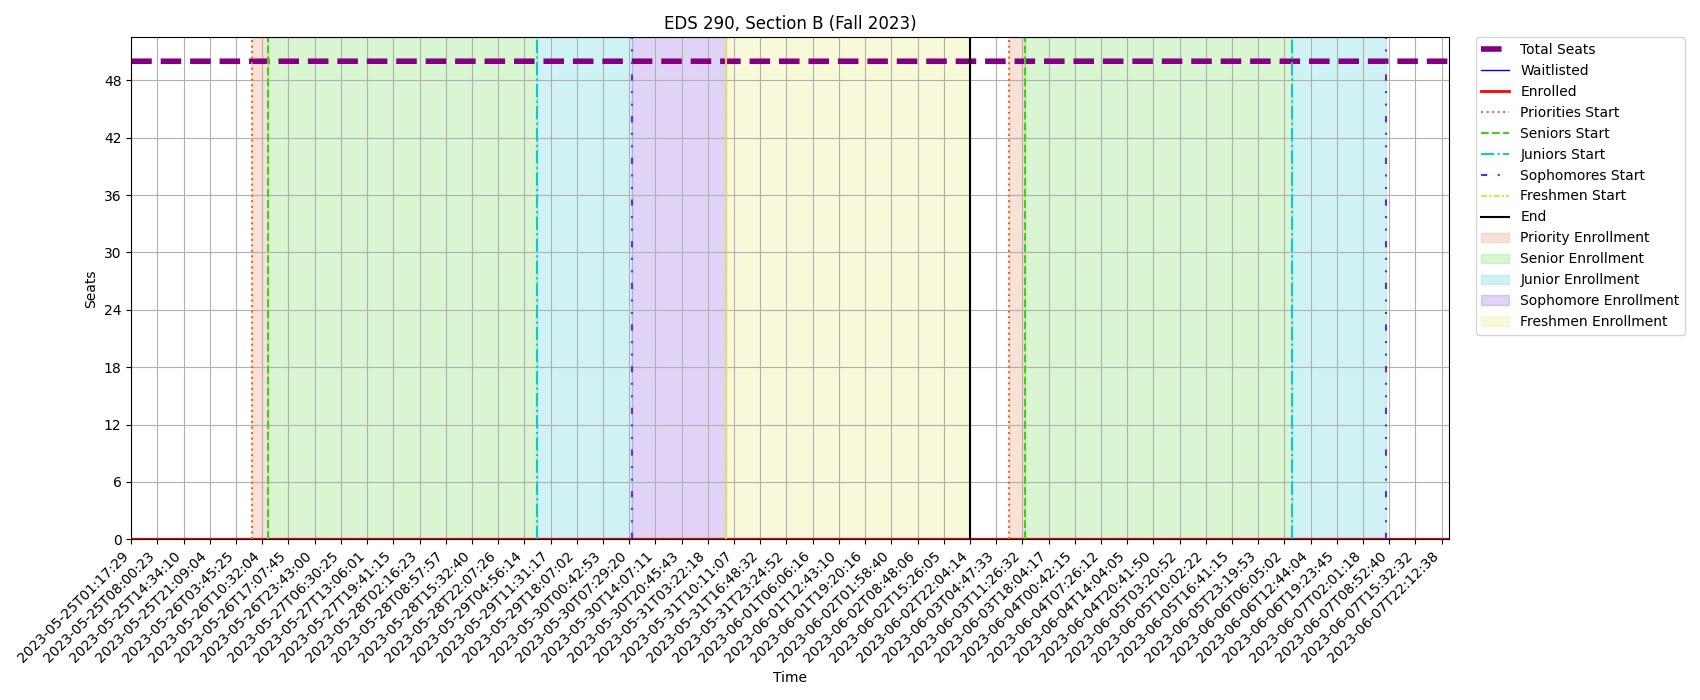 EDS 290, Section B (Fall 2023)
Total Seats
Waitlisted
Enrolled
Priorities Start
Seniors Start
Juniors Start
Sophomores Start
Freshmen Start
End
Priority Enrollment
Senior Enrollment
Junior Enrollment
Sophomore Enrollment
Freshmen Enrollment
Seats
48
42
36
30
24
18
12
6
0
2023-05-25T01:17:29
2023-05-25T08:00:23
2023-05-25T14:34:10
2023-05-25T21:09:04
2023-05-26T03:45:25
2023-05-26T10:32:04
2023-05-26T17:07:45
2023-05-26T23:43:00
2023-05-27T06:30:25
2023-05-27T13:06:01
2023-05-27T19:41:15
2023-05-28T02:16:23
2023-05-28T08:57:57
2023-05-28T15:32:40
2023-05-28T22:07:26
2023-05-29T04:56:14
2023-05-29T11:31:17
2023-05-29T18:07:02
2023-05-30T00:42:53
2023-05-30T07:29:20
2023-05-30T14:07:11
2023-05-30T20:45:43
2023-05-31T03:22:18
2023-05-31T10:11:07
2023-05-31T16:48:32
2023-05-31T23:24:52
2023-06-01T06:06:16
2023-06-01T12:43:10
2023-06-01T19:20:16
2023-06-02T01:58:40
2023-06-02T08:48:06
2023-06-02T15:26:05
2023-06-02T22:04:14
2023-06-03T04:47:33
2023-06-03T11:26:32
2023-06-03T18:04:17
2023-06-04T00:42:15
2023-06-04T07:26:12
2023-06-04T14:04:05
2023-06-04T20:41:50
2023-06-05T03:20:52
2023-06-05T10:02:22
2023-06-05T16:41:15
2023-06-05T23:19:53
2023-06-06T06:05:02
2023-06-06T12:44:04
2023-06-06T19:23:45
2023-06-07T02:01:18
2023-06-07T08:52:40
2023-06-07T15:32:32
2023-06-07T22:12:38
Time